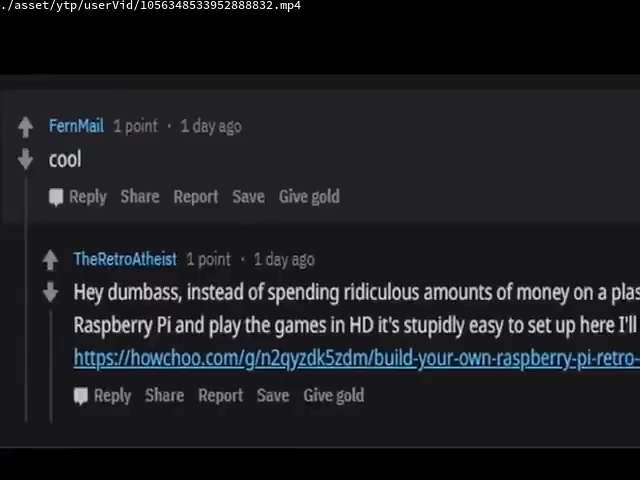 ./asset/ytp/userVid/1056348533952888832.mp4
FernMail 1 point · 1 day ago
cool
Reply Share Report Save Give gold
TheRetroAtheist 1 point · 1 day ago
Hey dumbass, instead of spending ridiculous amounts of money on a plas
Raspberry Pi and play the games in HD it's stupidly easy to set up here I'll
https://howchoo.com/g/n2qyzdk5zdm/build-your-own-raspberry-pi-retro-
Reply Share Report Save Give gold